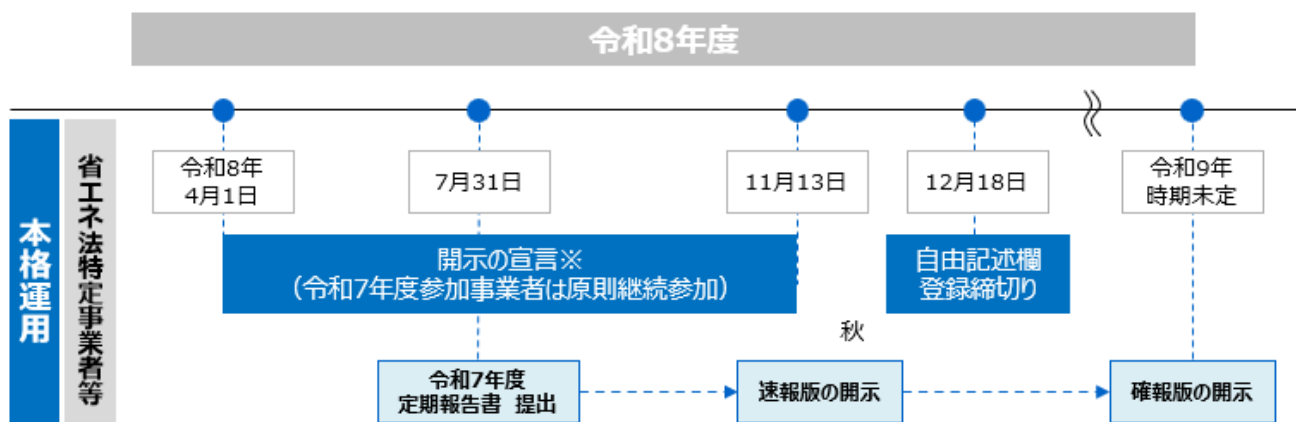 令和8年度
本格運用
省エネ法特定事業者等
令和8年
4月1日
7月31日
11月13日
12月18日
令和9年
時期未定
開示の宣言※
（令和7年度参加事業者は原則継続参加）
自由記述欄
登録締切り
秋
令和7年度
定期報告書 提出
速報版の開示
確報版の開示